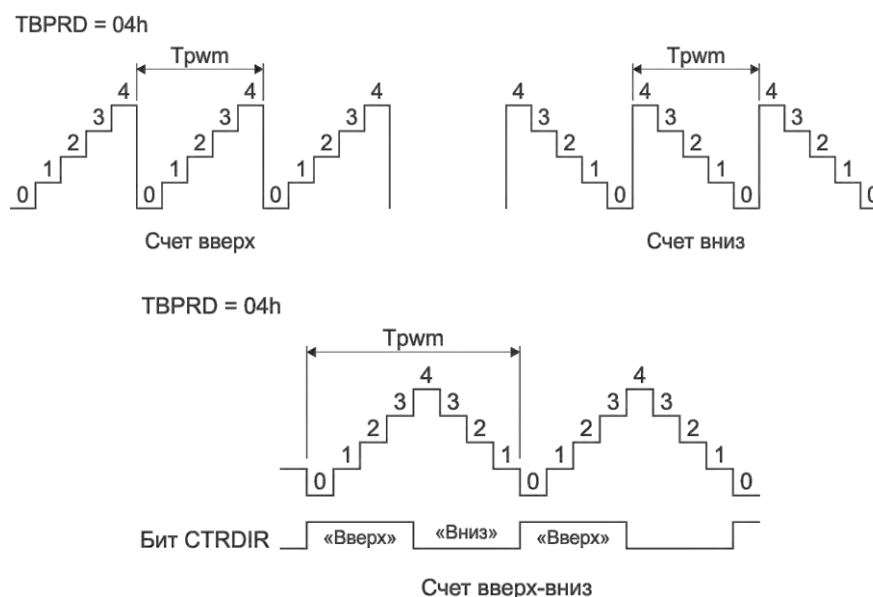 TBPRD = 04h
Tpwm
Tpwm
4 4 4 4 4 4
3 3 3 3 3 3
2 2 2 2 2 2
1 1 1 1 1 1
0 0 0 0 0 0
Счет вверх
Счет вниз
TBPRD = 04h
Tpwm
4 4
3 3 3 3
2 2 2 2
1 1 1 1
0 0 0
Бит CTRDIR
«Вверх» «Вниз» «Вверх»
Счет вверх-вниз